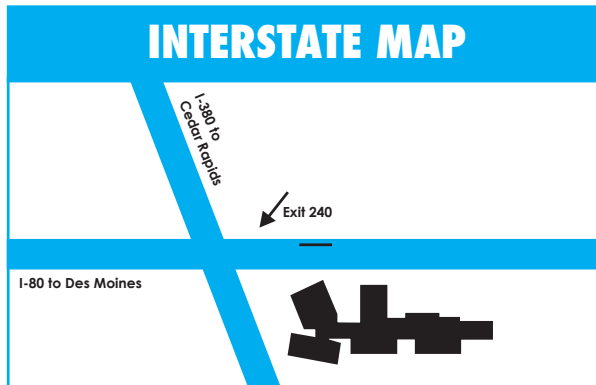 INTERSTATE MAP
I-380 to
Cedar Rapids
Exit 240
I-80 to Des Moines